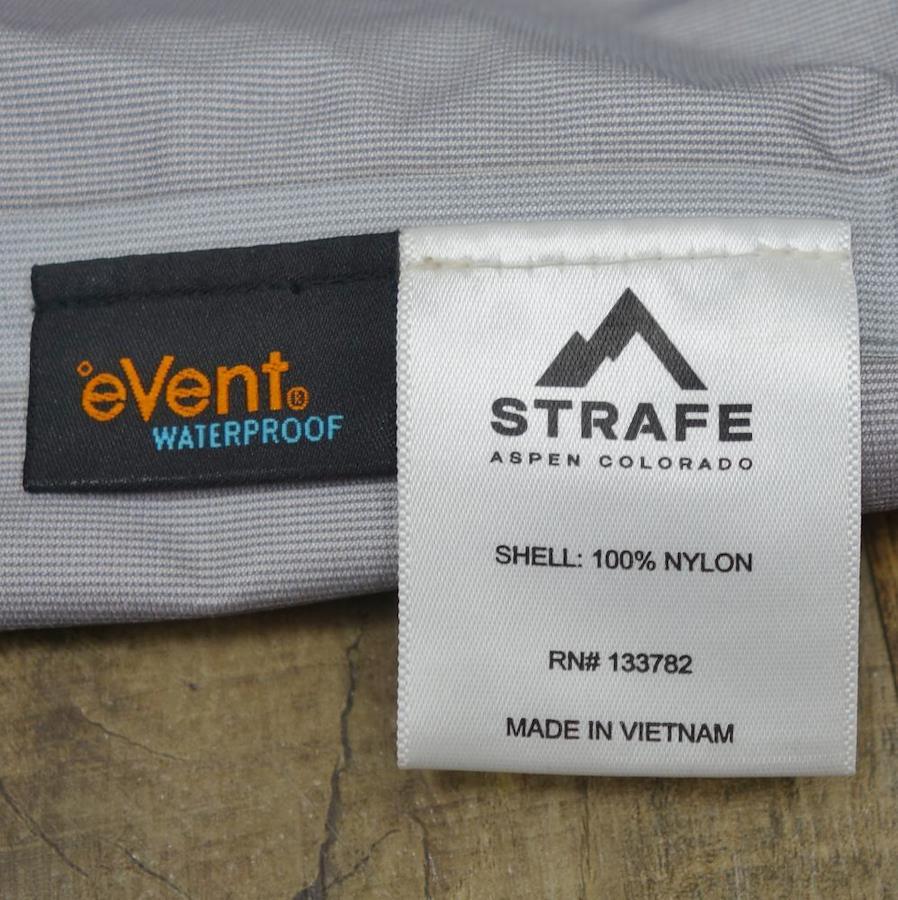 eVent®
WATERPROOF
STRAFE
ASPEN COLORADO
SHELL: 100% NYLON
RN# 133782
MADE IN VIETNAM